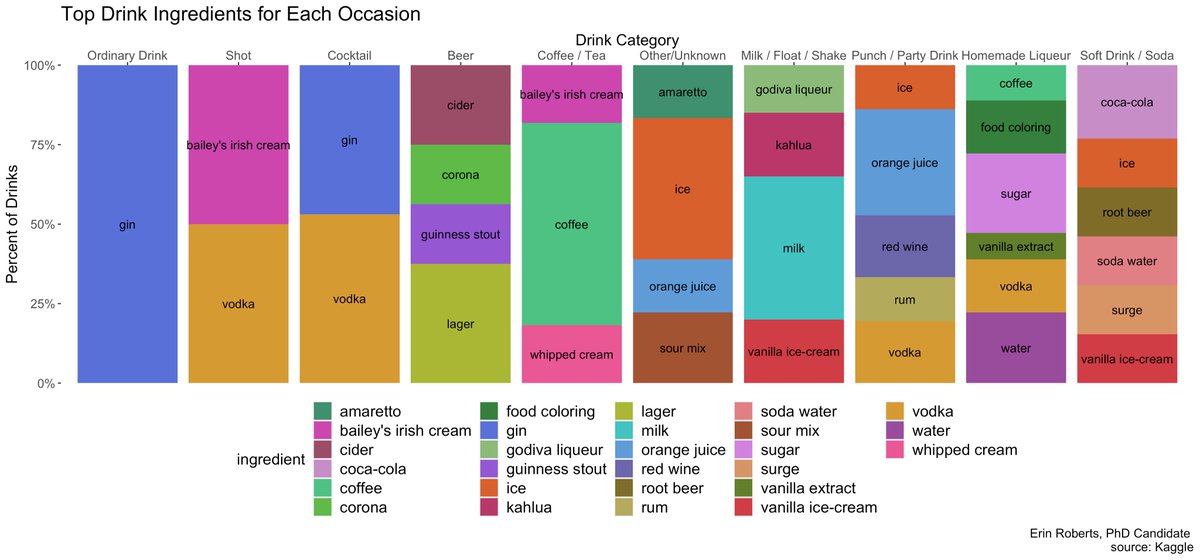 Top Drink Ingredients for Each Occasion
Drink Category
Ordinary Drink Shot Cocktail Beer Coffee / Tea Other/Unknown Milk / Float / Shake Punch / Party Drink Homemade Liqueur Soft Drink / Soda
Percent of Drinks
100%
75%
50%
25%
0%
gin
bailey's irish cream
vodka
gin
vodka
cider
corona
guinness stout
lager
bailey's irish cream
coffee
whipped cream
amaretto
ice
orange juice
sour mix
godiva liqueur
kahlua
milk
vanilla ice-cream
ice
orange juice
red wine
rum
vodka
coffee
food coloring
sugar
vanilla extract
vodka
water
coca-cola
ice
root beer
soda water
surge
vanilla ice-cream
ingredient
amaretto
bailey's irish cream
cider
coca-cola
coffee
corona
food coloring
gin
godiva liqueur
guinness stout
ice
kahlua
lager
milk
orange juice
red wine
root beer
rum
soda water
sour mix
sugar
surge
vanilla extract
vanilla ice-cream
vodka
water
whipped cream
Erin Roberts, PhD Candidate
source: Kaggle